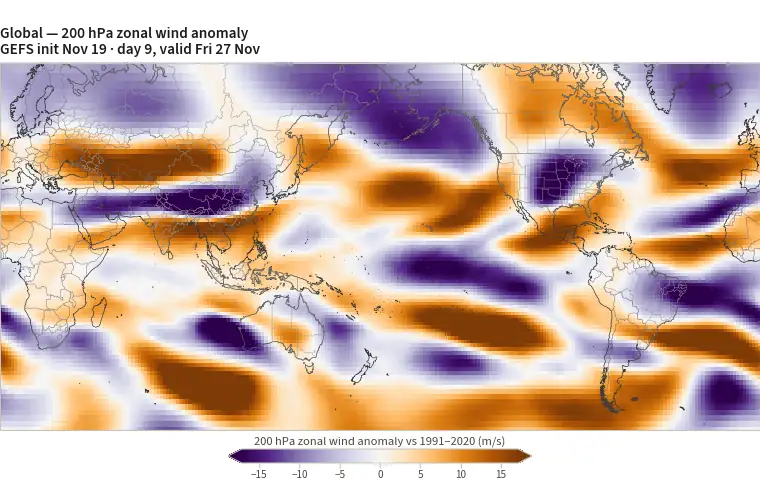 Global — 200 hPa zonal wind anomaly
GEFS init Nov 19 · day 9, valid Fri 27 Nov
200 hPa zonal wind anomaly vs 1991–2020 (m/s)
−15 −10 −5 0 5 10 15